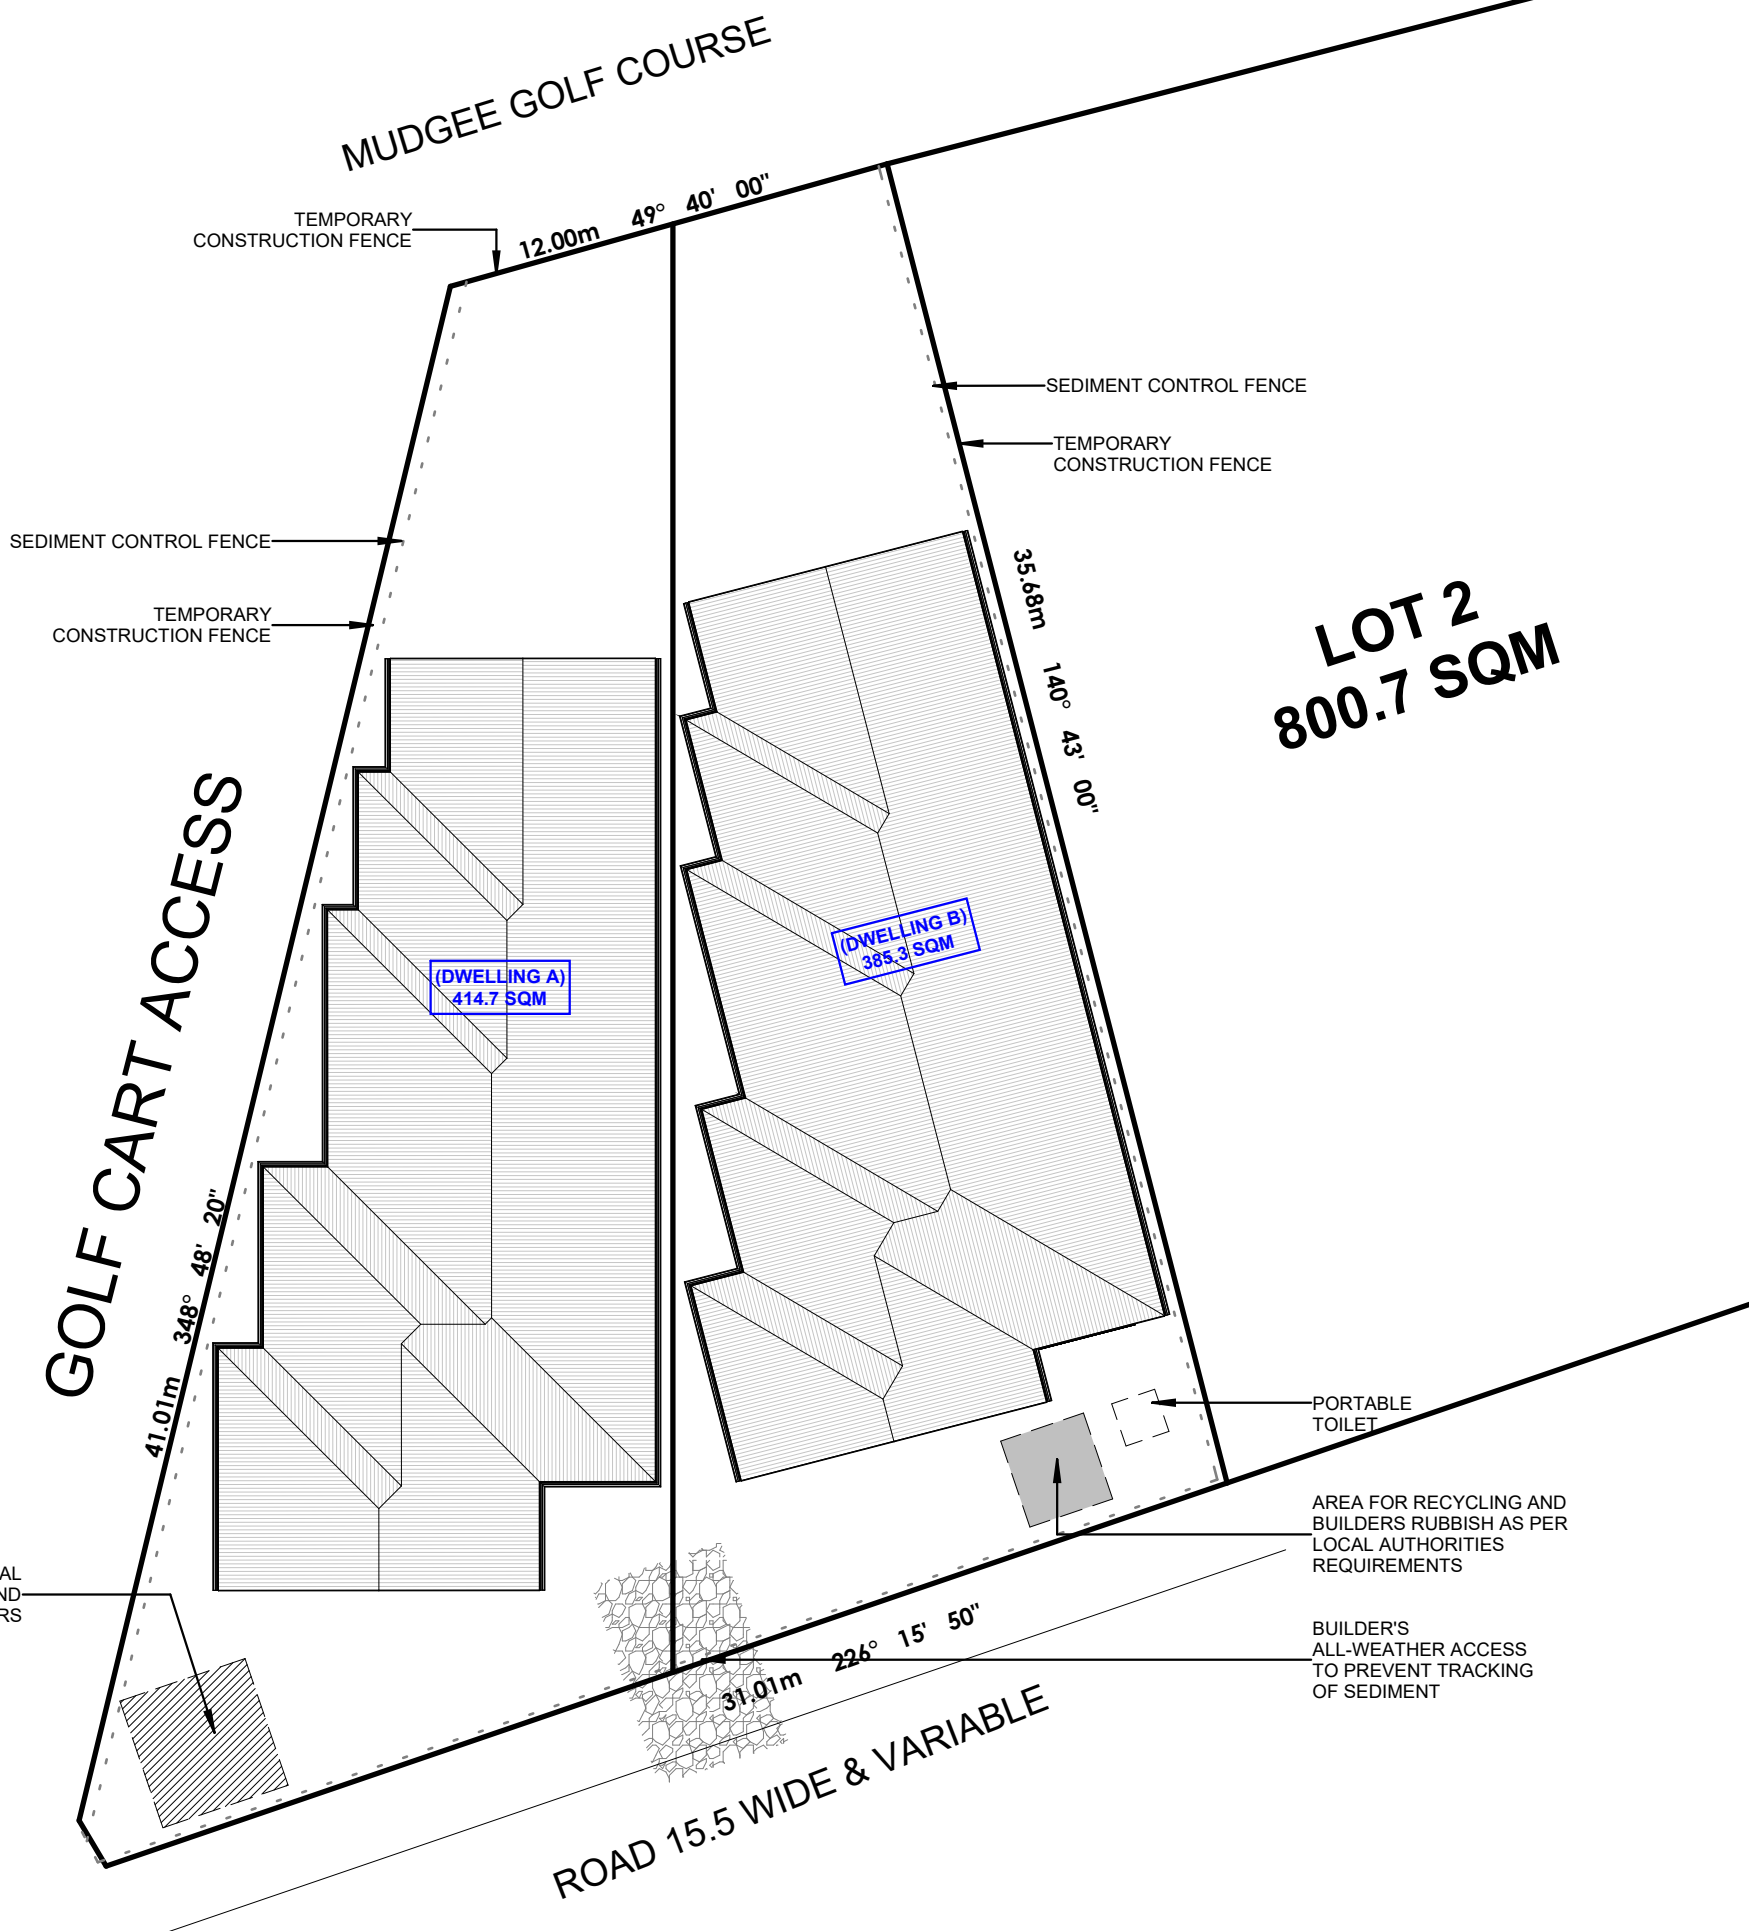 MUDGEE GOLF COURSE
TEMPORARY
CONSTRUCTION FENCE
12.00m 49° 40' 00"
SEDIMENT CONTROL FENCE
TEMPORARY
CONSTRUCTION FENCE
SEDIMENT CONTROL FENCE
TEMPORARY
CONSTRUCTION FENCE
35.68m 140° 43' 00"
LOT 2
800.7 SQM
GOLF CART ACCESS
(DWELLING A)
414.7 SQM
(DWELLING B)
385.3 SQM
41.01m 348° 48' 20"
PORTABLE
TOILET
AREA FOR RECYCLING AND
BUILDERS RUBBISH AS PER
LOCAL AUTHORITIES
REQUIREMENTS
AL
ND
RS
BUILDER'S
ALL-WEATHER ACCESS
TO PREVENT TRACKING
OF SEDIMENT
31.01m 226° 15' 50"
ROAD 15.5 WIDE & VARIABLE